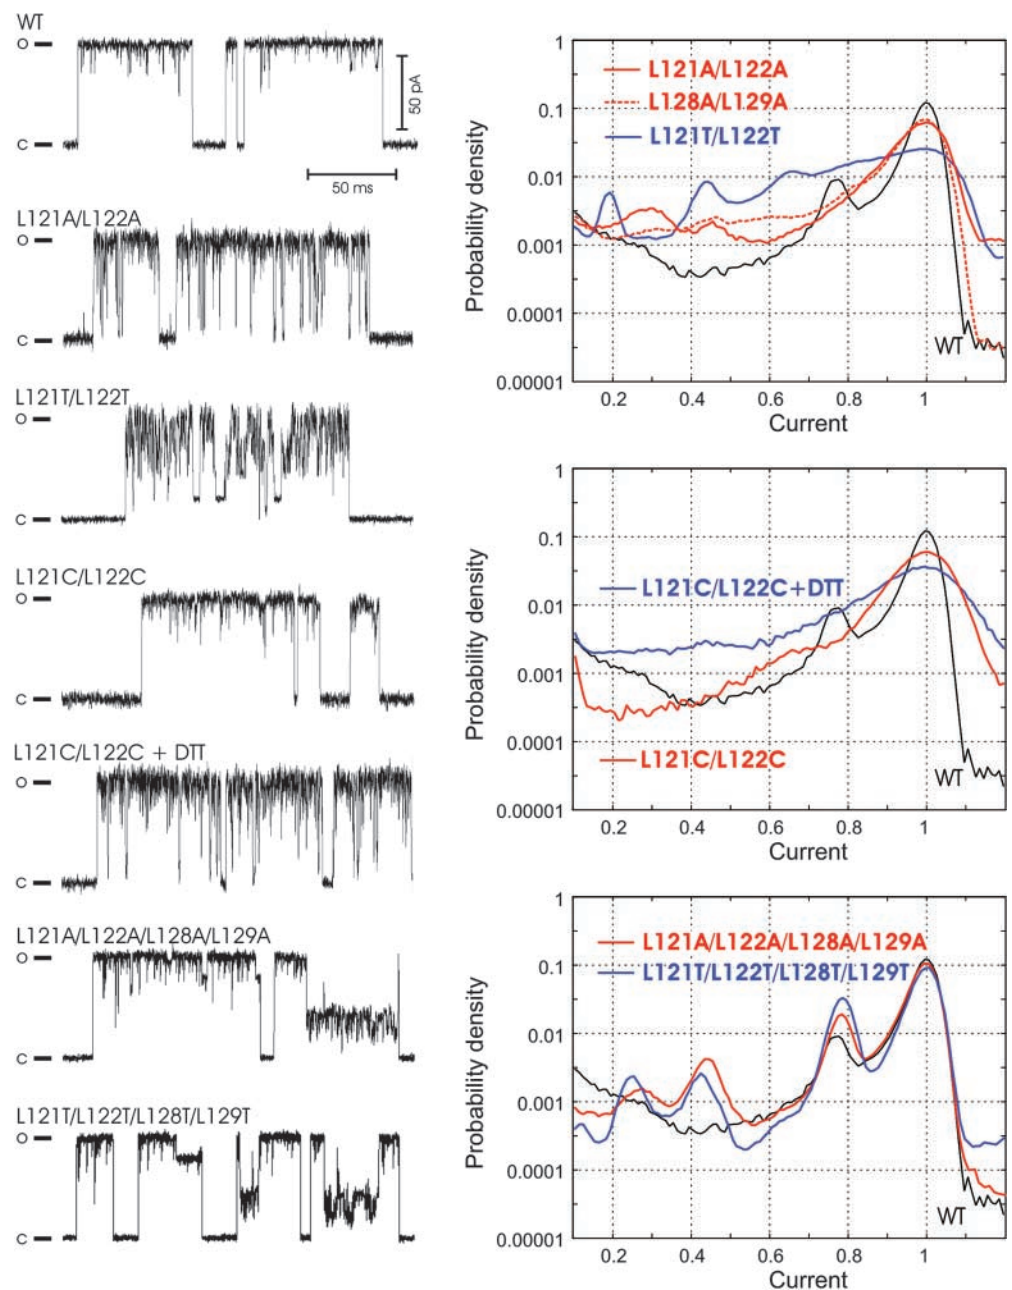 WT
O
50 pA
C
50 ms
L121A/L122A
O
C
L121T/L122T
O
C
L121C/L122C
O
C
L121C/L122C + DTT
O
C
L121A/L122A/L128A/L129A
O
C
L121T/L122T/L128T/L129T
O
C
Probability density
1
0.1
0.01
0.001
0.0001
0.00001
L121A/L122A
L128A/L129A
L121T/L122T
WT
0.2 0.4 0.6 0.8 1
Current
Probability density
1
0.1
0.01
0.001
0.0001
0.00001
L121C/L122C+DTT
L121C/L122C
WT
0.2 0.4 0.6 0.8 1
Current
Probability density
1
0.1
0.01
0.001
0.0001
0.00001
L121A/L122A/L128A/L129A
L121T/L122T/L128T/L129T
WT
0.2 0.4 0.6 0.8 1
Current